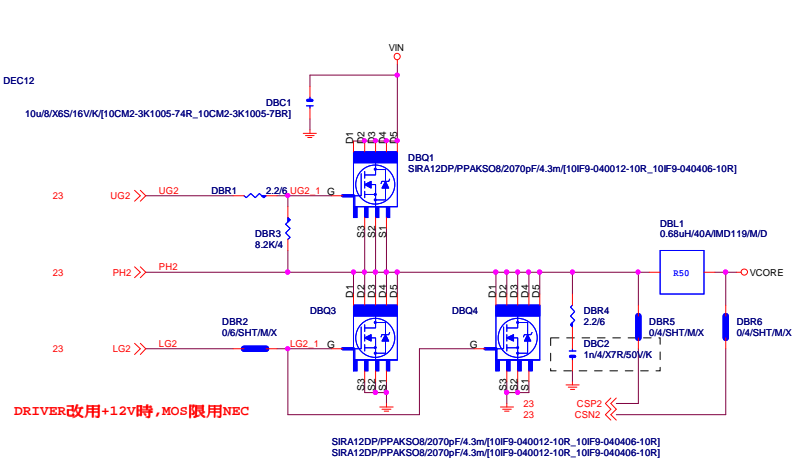 VIN
DEC12
DBC1
10u/8/X6S/16V/K/[10CM2-3K1005-74R_10CM2-3K1005-7BR]
D1 D2 D3 D4 D5
DBQ1
SIRA12DP/PPAKSO8/2070pF/4.3m/[10IF9-040012-10R_10IF9-040406-10R]
23 UG2 UG2 DBR1 2.2/6 UG2_1 G
S3 S2 S1
DBR3
8.2K/4
DBL1
0.68uH/40A/IMD119/M/D
R50
23 PH2 PH2
VCORE
D1 D2 D3 D4 D5
D1 D2 D3 D4 D5
DBR2
0/6/SHT/M/X
DBQ3
DBQ4
DBR4
2.2/6
DBR5
0/4/SHT/M/X
DBR6
0/4/SHT/M/X
23 LG2 LG2 LG2_1 G
G
DBC2
1n/4/X7R/50V/K
S3 S2 S1
S3 S2 S1
23 CSP2
23 CSN2
DRIVER改用+12V時,MOS限用NEC
SIRA12DP/PPAKSO8/2070pF/4.3m/[10IF9-040012-10R_10IF9-040406-10R]
SIRA12DP/PPAKSO8/2070pF/4.3m/[10IF9-040012-10R_10IF9-040406-10R]